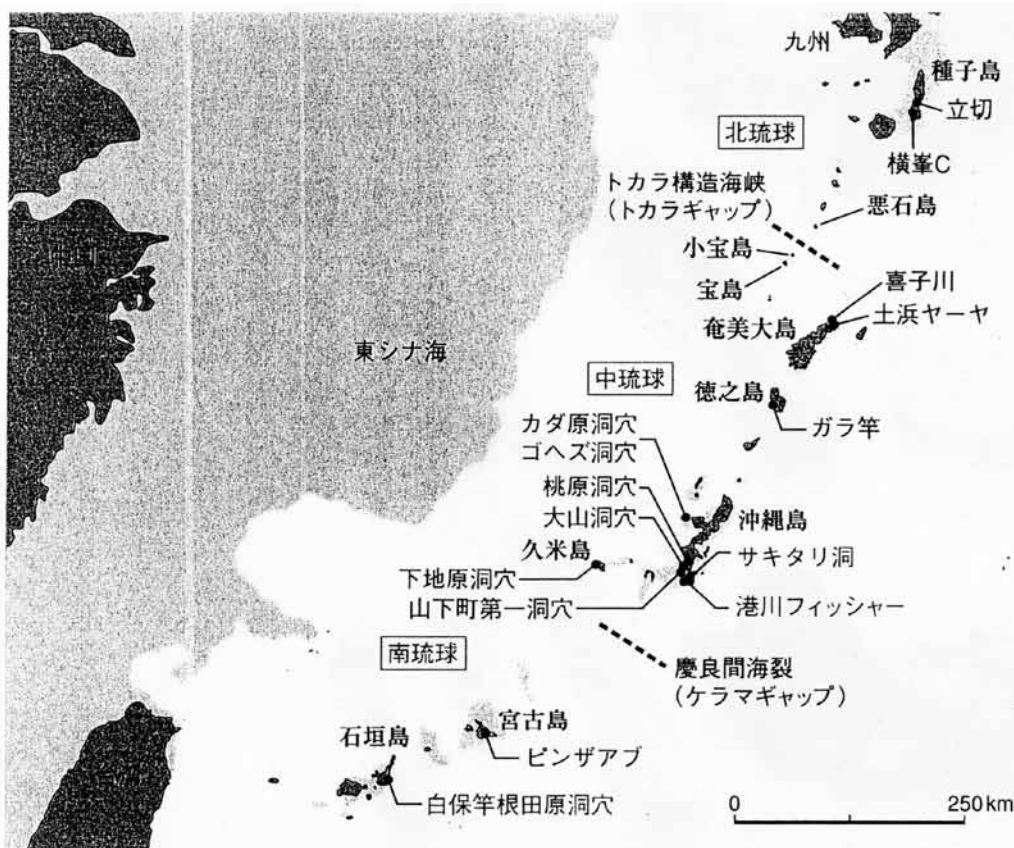 九州
種子島
立切
北琉球
横峯C
トカラ構造海峡
(トカラギャップ)
悪石島
小宝島
宝島
喜子川
奄美大島
土浜ヤーヤ
中国
東シナ海
中琉球
徳之島
ガラ竿
カダ原洞穴
ゴヘズ洞穴
桃原洞穴
大山洞穴
沖縄島
久米島
サキタリ洞
下地原洞穴
山下町第一洞穴
港川フィッシャー
南琉球
慶良間海裂
(ケラマギャップ)
宮古島
石垣島
ピンザアブ
白保竿根田原洞穴
0 250 km